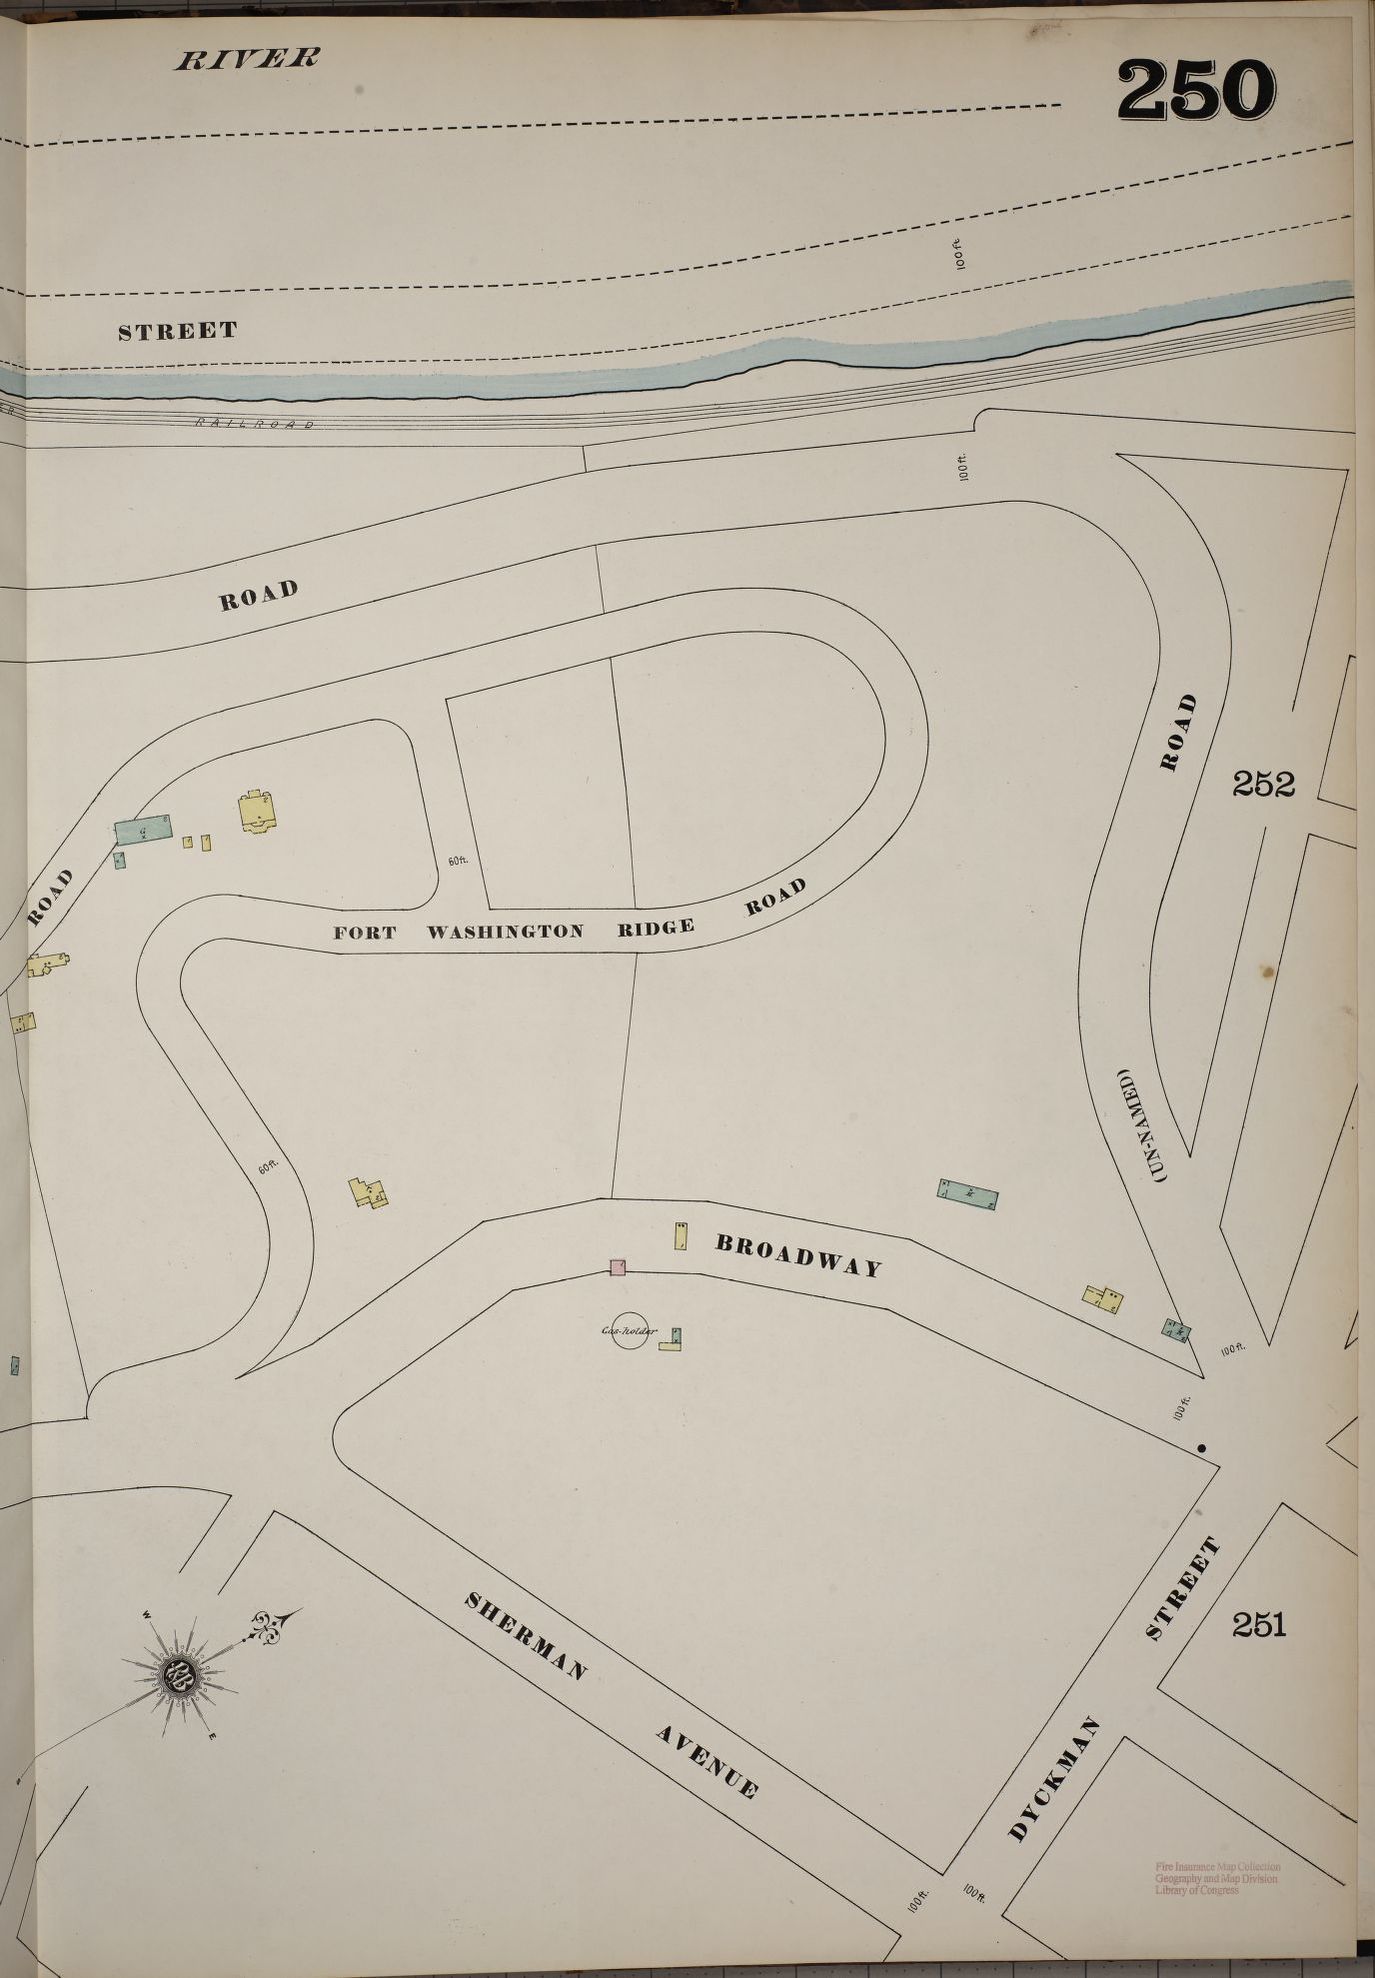 RIVER
250
100 ft
STREET
RAILROAD
100 ft.
ROAD
ROAD
252
60 ft.
ROAD
ROAD
FORT WASHINGTON RIDGE
(UN-NAMED)
60 ft.
BROADWAY
Gas-holder
100 ft.
100 ft.
STREET
SHERMAN
251
W
E
AVENUE
DYCKMAN
Fire Insurance Map Collection
Geography and Map Division
Library of Congress
100 ft.
100 ft.